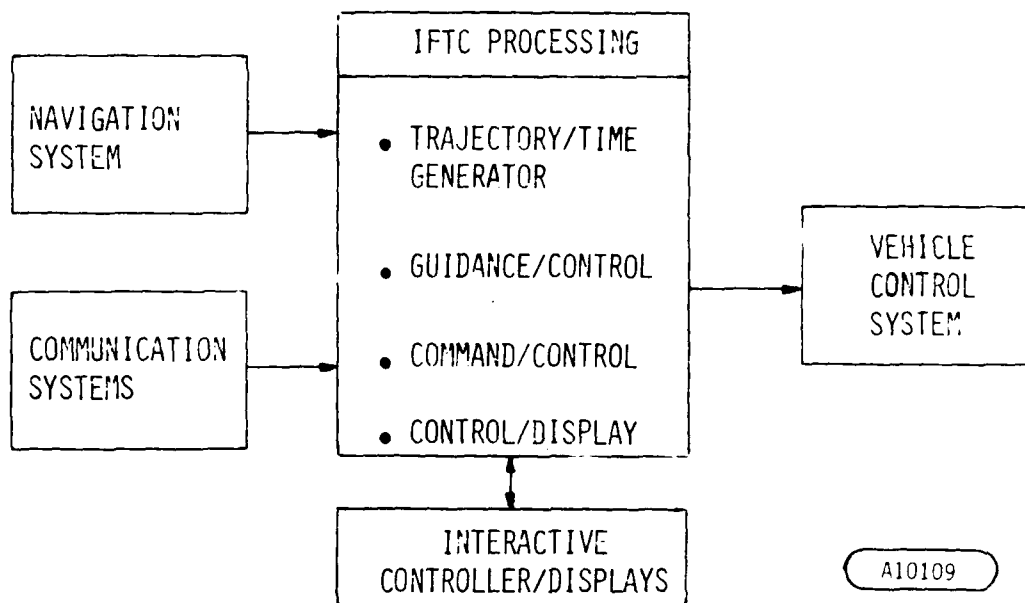 IFTC PROCESSING
NAVIGATION
SYSTEM
• TRAJECTORY/TIME
GENERATOR
• GUIDANCE/CONTROL
• COMMAND/CONTROL
• CONTROL/DISPLAY
COMMUNICATION
SYSTEMS
VEHICLE
CONTROL
SYSTEM
INTERACTIVE
CONTROLLER/DISPLAYS
A10109